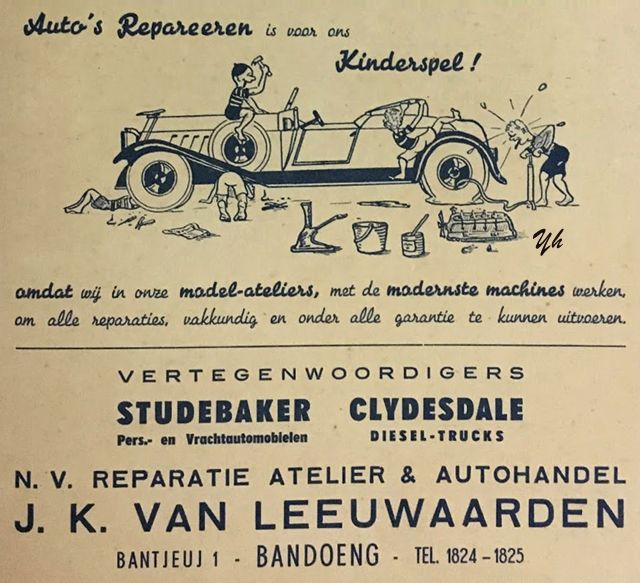 Auto's Repareeren is voor ons
Kinderspel!
Yh
omdat wij in onze model-ateliers, met de modernste machines werken,
om alle reparaties, vakkundig en onder alle garantie te kunnen uitvoeren.
VERTEGENWOORDIGERS
STUDEBAKER CLYDESDALE
Pers.- en Vrachtautomobielen DIESEL-TRUCKS
N. V. REPARATIE ATELIER & AUTOHANDEL
J. K. VAN LEEUWAARDEN
BANTJEUJ 1 - BANDOENG - TEL. 1824-1825